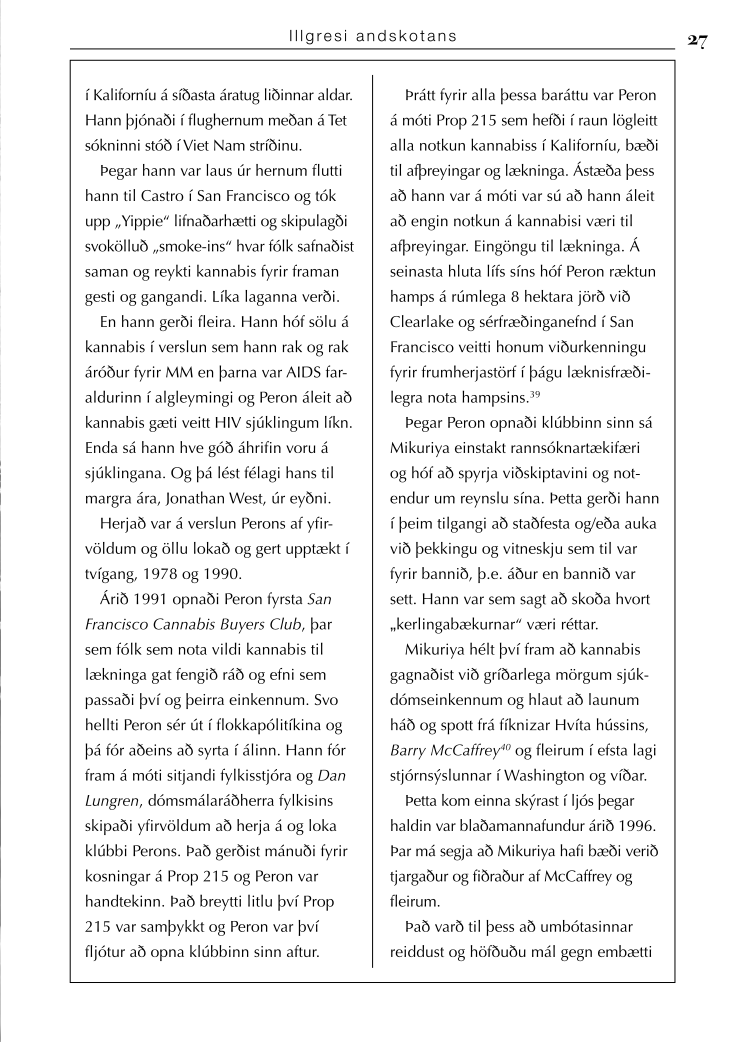 Illgresi andskotans
27
í Kaliforníu á síðasta áratug liðinnar aldar.
Hann þjónaði í flughernum meðan á Tet
sókninni stóð í Viet Nam stríðinu.
Þegar hann var laus úr hernum flutti
hann til Castro í San Francisco og tók
upp „Yippie“ lifnaðarhætti og skipulagði
svokölluð „smoke-ins“ hvar fólk safnaðist
saman og reykti kannabis fyrir framan
gesti og gangandi. Líka laganna verði.
En hann gerði fleira. Hann hóf sölu á
kannabis í verslun sem hann rak og rak
áróður fyrir MM en þarna var AIDS far-
aldurinn í algleymingi og Peron áleit að
kannabis gæti veitt HIV sjúklingum líkn.
Enda sá hann hve góð áhrifin voru á
sjúklingana. Og þá lést félagi hans til
margra ára, Jonathan West, úr eyðni.
Herjað var á verslun Perons af yfir-
völdum og öllu lokað og gert upptækt í
tvígang, 1978 og 1990.
Árið 1991 opnaði Peron fyrsta San
Francisco Cannabis Buyers Club, þar
sem fólk sem nota vildi kannabis til
lækninga gat fengið ráð og efni sem
passaði því og þeirra einkennum. Svo
hellti Peron sér út í flokkapólitíkina og
þá fór aðeins að syrta í álinn. Hann fór
fram á móti sitjandi fylkisstjóra og Dan
Lungren, dómsmálaráðherra fylkisins
skipaði yfirvöldum að herja á og loka
klúbbi Perons. Það gerðist mánuði fyrir
kosningar á Prop 215 og Peron var
handtekinn. Það breytti litlu því Prop
215 var samþykkt og Peron var því
fljótur að opna klúbbinn sinn aftur.
Þrátt fyrir alla þessa baráttu var Peron
á móti Prop 215 sem hefði í raun lögleitt
alla notkun kannabiss í Kaliforníu, bæði
til afþreyingar og lækninga. Ástæða þess
að hann var á móti var sú að hann áleit
að engin notkun á kannabisi væri til
afþreyingar. Eingöngu til lækninga. Á
seinasta hluta lífs síns hóf Peron ræktun
hamps á rúmlega 8 hektara jörð við
Clearlake og sérfræðinganefnd í San
Francisco veitti honum viðurkenningu
fyrir frumherjastörf í þágu læknisfræði-
legra nota hampsins.39
Þegar Peron opnaði klúbbinn sinn sá
Mikuriya einstakt rannsóknartækifæri
og hóf að spyrja viðskiptavini og not-
endur um reynslu sína. Þetta gerði hann
í þeim tilgangi að staðfesta og/eða auka
við þekkingu og vitneskju sem til var
fyrir bannið, þ.e. áður en bannið var
sett. Hann var sem sagt að skoða hvort
„kerlingabækurnar“ væri réttar.
Mikuriya hélt því fram að kannabis
gagnaðist við gríðarlega mörgum sjúk-
dómseinkennum og hlaut að launum
háð og spott frá fíknizar Hvíta hússins,
Barry McCaffrey40 og fleirum í efsta lagi
stjórnsýslunnar í Washington og víðar.
Þetta kom einna skýrast í ljós þegar
haldin var blaðamannafundur árið 1996.
Þar má segja að Mikuriya hafi bæði verið
tjargaður og fiðraður af McCaffrey og
fleirum.
Það varð til þess að umbótasinnar
reiddust og höfðuðu mál gegn embætti